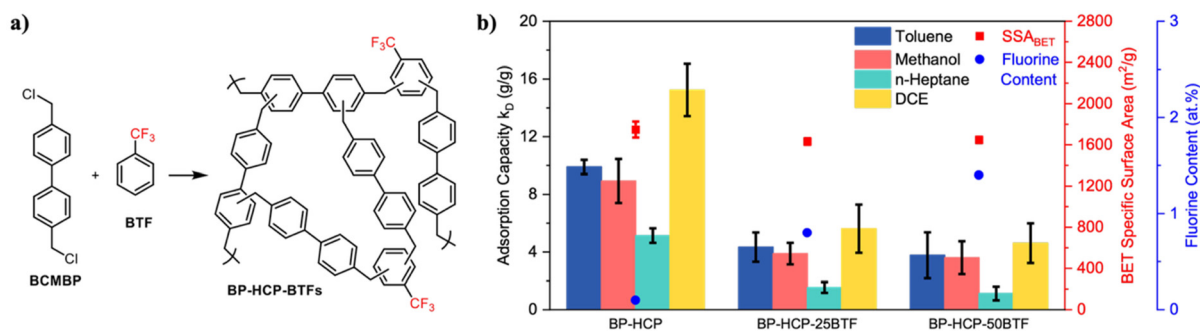 a)
Cl
CF3
+
Cl
BCMBP
BTF
CF3
CF3
BP-HCP-BTFs
b)
Adsorption Capacity kD (g/g)
20
16
12
8
4
0
Toluene
Methanol
n-Heptane
DCE
SSABET
Fluorine
Content
BP-HCP
BP-HCP-25BTF
BP-HCP-50BTF
2800
2400
2000
1600
1200
800
400
0
BET Specific Surface Area (m²/g)
3
2
1
0
Fluorine Content (at.%)